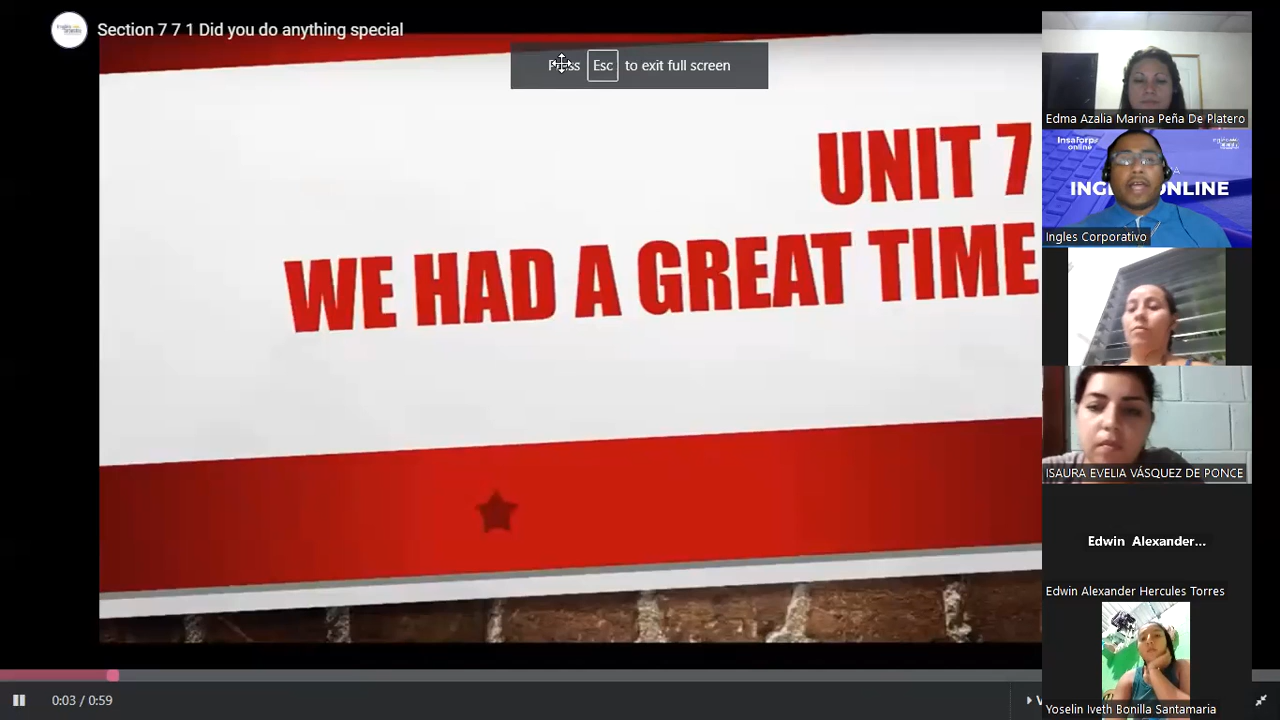 Section 7 7 1 Did you do anything special
Press Esc to exit full screen
UNIT 7
WE HAD A GREAT TIME
Edma Azalia Marina Peña De Platero
Insaforp
online
ONLINE
Ingles Corporativo
ISAURA EVELIA VÁSQUEZ DE PONCE
Edwin Alexander...
Edwin Alexander Hercules Torres
Yoselin Iveth Bonilla Santamaria
0:03 / 0:59